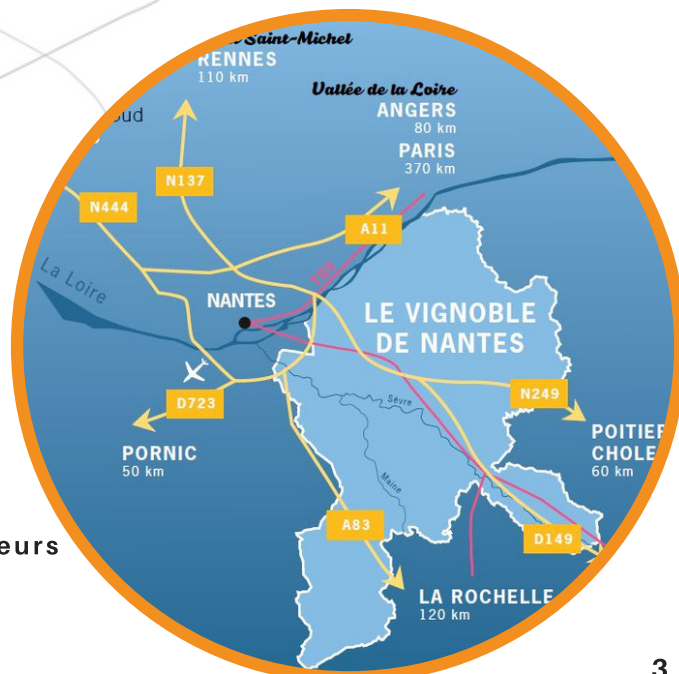 Saint-Michel
RENNES
110 km
Vallée de la Loire
ANGERS
80 km
PARIS
370 km
N137
N444
A11
TGV
La Loire
NANTES
LE VIGNOBLE
DE NANTES
Sèvre
N249
D723
PORNIC
50 km
POITIE
CHOLE
60 km
Maine
A83
D149
eurs
LA ROCHELLE
120 km
3